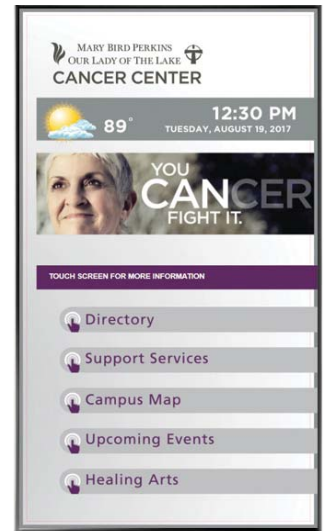 MARY BIRD PERKINS
OUR LADY OF THE LAKE
CANCER CENTER
89°
12:30 PM
TUESDAY, AUGUST 19, 2017
YOU
CANCER
FIGHT IT.
TOUCH SCREEN FOR MORE INFORMATION
Directory
Support Services
Campus Map
Upcoming Events
Healing Arts